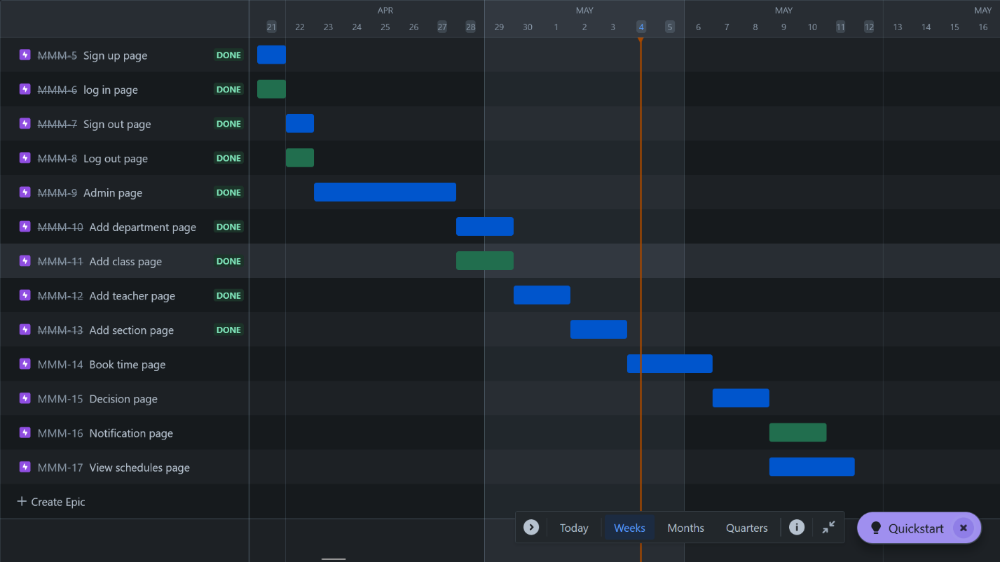 APR MAY MAY MAY
21 22 23 24 25 26 27 28 29 30 1 2 3 4 5 6 7 8 9 10 11 12 13 14 15 16
MMM-5 Sign up page DONE
MMM-6 log in page DONE
MMM-7 Sign out page DONE
MMM-8 Log out page DONE
MMM-9 Admin page DONE
MMM-10 Add department page DONE
MMM-11 Add class page DONE
MMM-12 Add teacher page DONE
MMM-13 Add section page DONE
MMM-14 Book time page
MMM-15 Decision page
MMM-16 Notification page
MMM-17 View schedules page
+ Create Epic
Today Weeks Months Quarters Quickstart